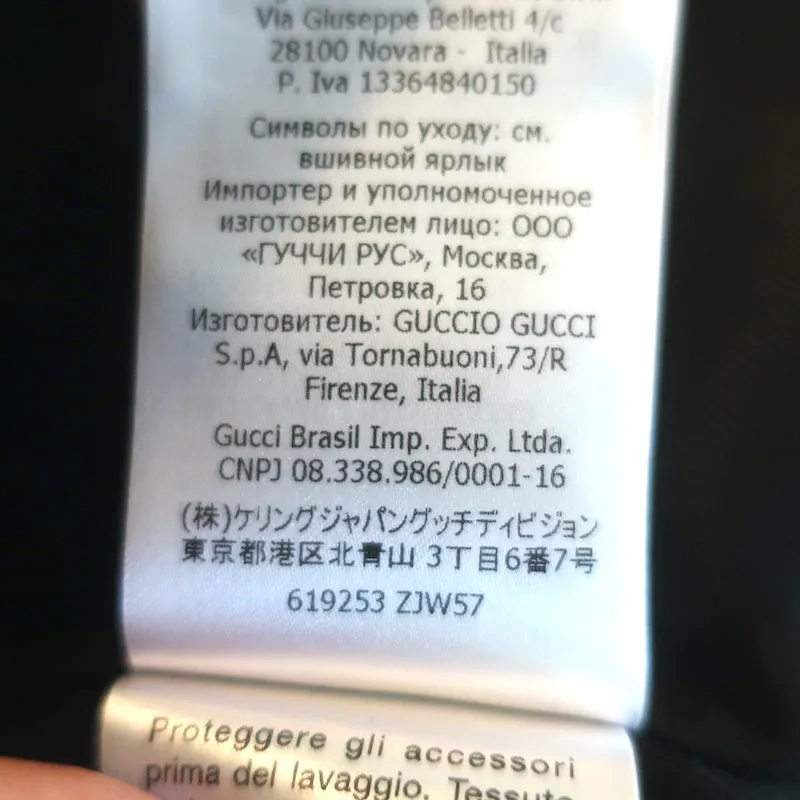 Via Giuseppe Belletti 4/c
28100 Novara - Italia
P. Iva 13364840150
Символы по уходу: см.
вшивной ярлык
Импортер и уполномоченное
изготовителем лицо: ООО
«ГУЧЧИ РУС», Москва,
Петровка, 16
Изготовитель: GUCCIO GUCCI
S.p.A, via Tornabuoni,73/R
Firenze, Italia
Gucci Brasil Imp. Exp. Ltda.
CNPJ 08.338.986/0001-16
(株)ケリングジャパングッチディビジョン
東京都港区北青山 3丁目6番7号
619253 ZJW57
Proteggere gli accessori
prima del lavaggio. Tessuto